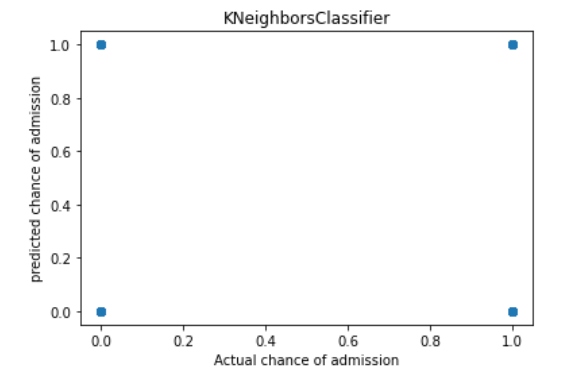 KNeighborsClassifier
predicted chance of admission
1.0
0.8
0.6
0.4
0.2
0.0
0.0 0.2 0.4 0.6 0.8 1.0
Actual chance of admission